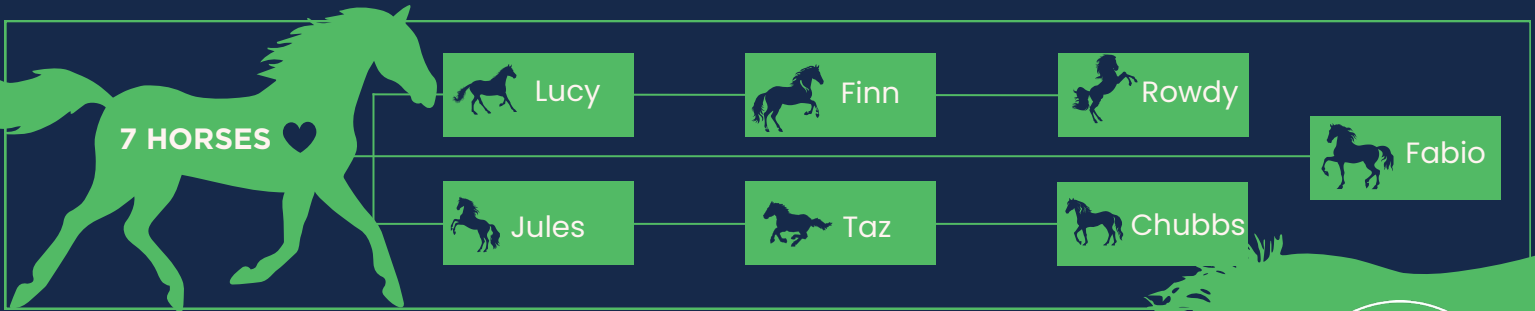 7 HORSES
Lucy
Finn
Rowdy
Fabio
Jules
Taz
Chubbs